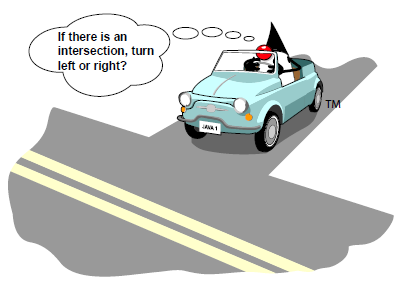 If there is an
intersection, turn
left or right?
JAVA 1
TM